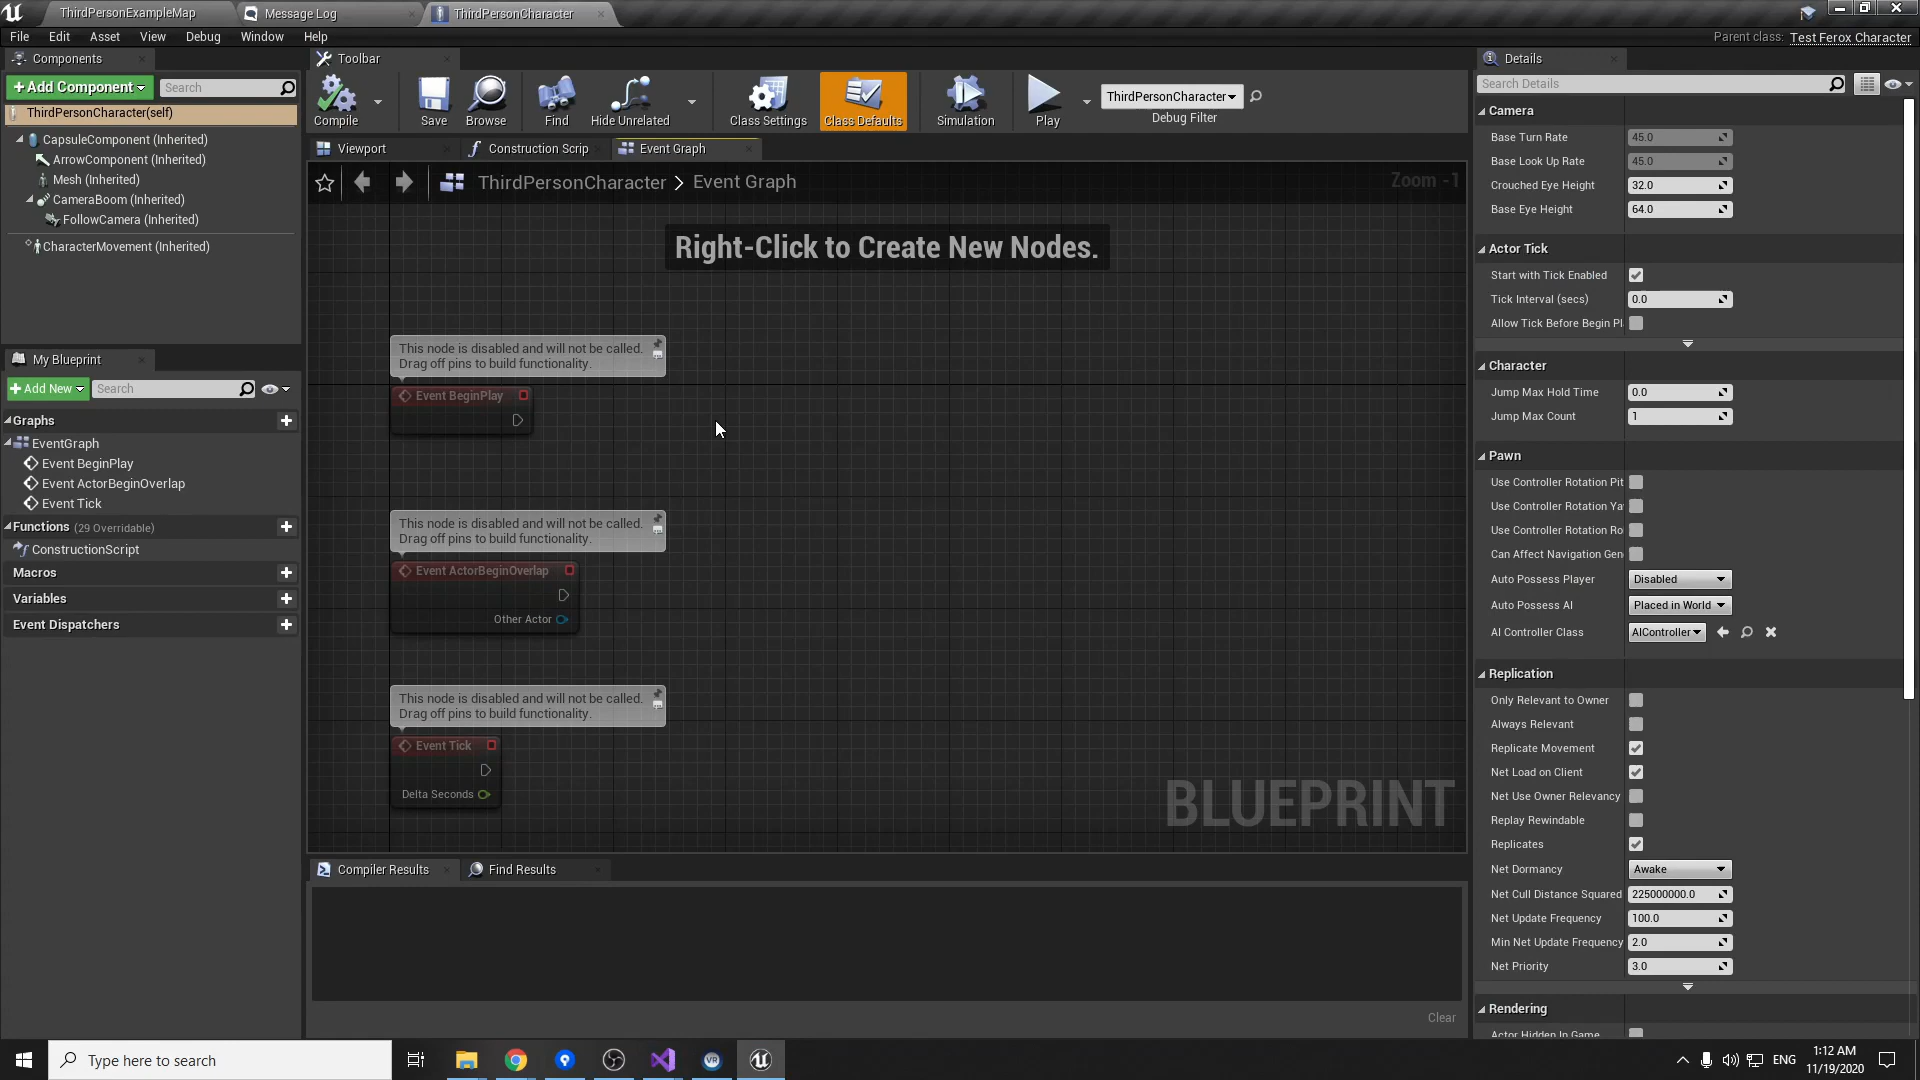 ThirdPersonExampleMap
Message Log
ThirdPersonCharacter
File Edit Asset View Debug Window Help
Parent class: Test Ferox Character
Components
+Add Component
Search
ThirdPersonCharacter(self)
CapsuleComponent (Inherited)
ArrowComponent (Inherited)
Mesh (Inherited)
CameraBoom (Inherited)
FollowCamera (Inherited)
CharacterMovement (Inherited)
My Blueprint
+Add New
Search
Graphs
EventGraph
Event BeginPlay
Event ActorBeginOverlap
Event Tick
Functions (29 Overridable)
ConstructionScript
Macros
Variables
Event Dispatchers
Toolbar
Compile
Save
Browse
Find
Hide Unrelated
Class Settings
Class Defaults
Simulation
Play
ThirdPersonCharacter
Debug Filter
Viewport
Construction Scrip
Event Graph
ThirdPersonCharacter > Event Graph
Zoom -1
Right-Click to Create New Nodes.
This node is disabled and will not be called.
Drag off pins to build functionality.
Event BeginPlay
This node is disabled and will not be called.
Drag off pins to build functionality.
Event ActorBeginOverlap
Other Actor
This node is disabled and will not be called.
Drag off pins to build functionality.
Event Tick
Delta Seconds
BLUEPRINT
Compiler Results
Find Results
Clear
Details
Search Details
Camera
Base Turn Rate 45.0
Base Look Up Rate 45.0
Crouched Eye Height 32.0
Base Eye Height 64.0
Actor Tick
Start with Tick Enabled
Tick Interval (secs) 0.0
Allow Tick Before Begin Pl
Character
Jump Max Hold Time 0.0
Jump Max Count 1
Pawn
Use Controller Rotation Pit
Use Controller Rotation Ya
Use Controller Rotation Ro
Can Affect Navigation Gen
Auto Possess Player Disabled
Auto Possess AI Placed in World
AI Controller Class AIController
Replication
Only Relevant to Owner
Always Relevant
Replicate Movement
Net Load on Client
Net Use Owner Relevancy
Replay Rewindable
Replicates
Net Dormancy Awake
Net Cull Distance Squared 225000000.0
Net Update Frequency 100.0
Min Net Update Frequency 2.0
Net Priority 3.0
Rendering
Actor Hidden In Game
Type here to search
ENG
1:12 AM
11/19/2020